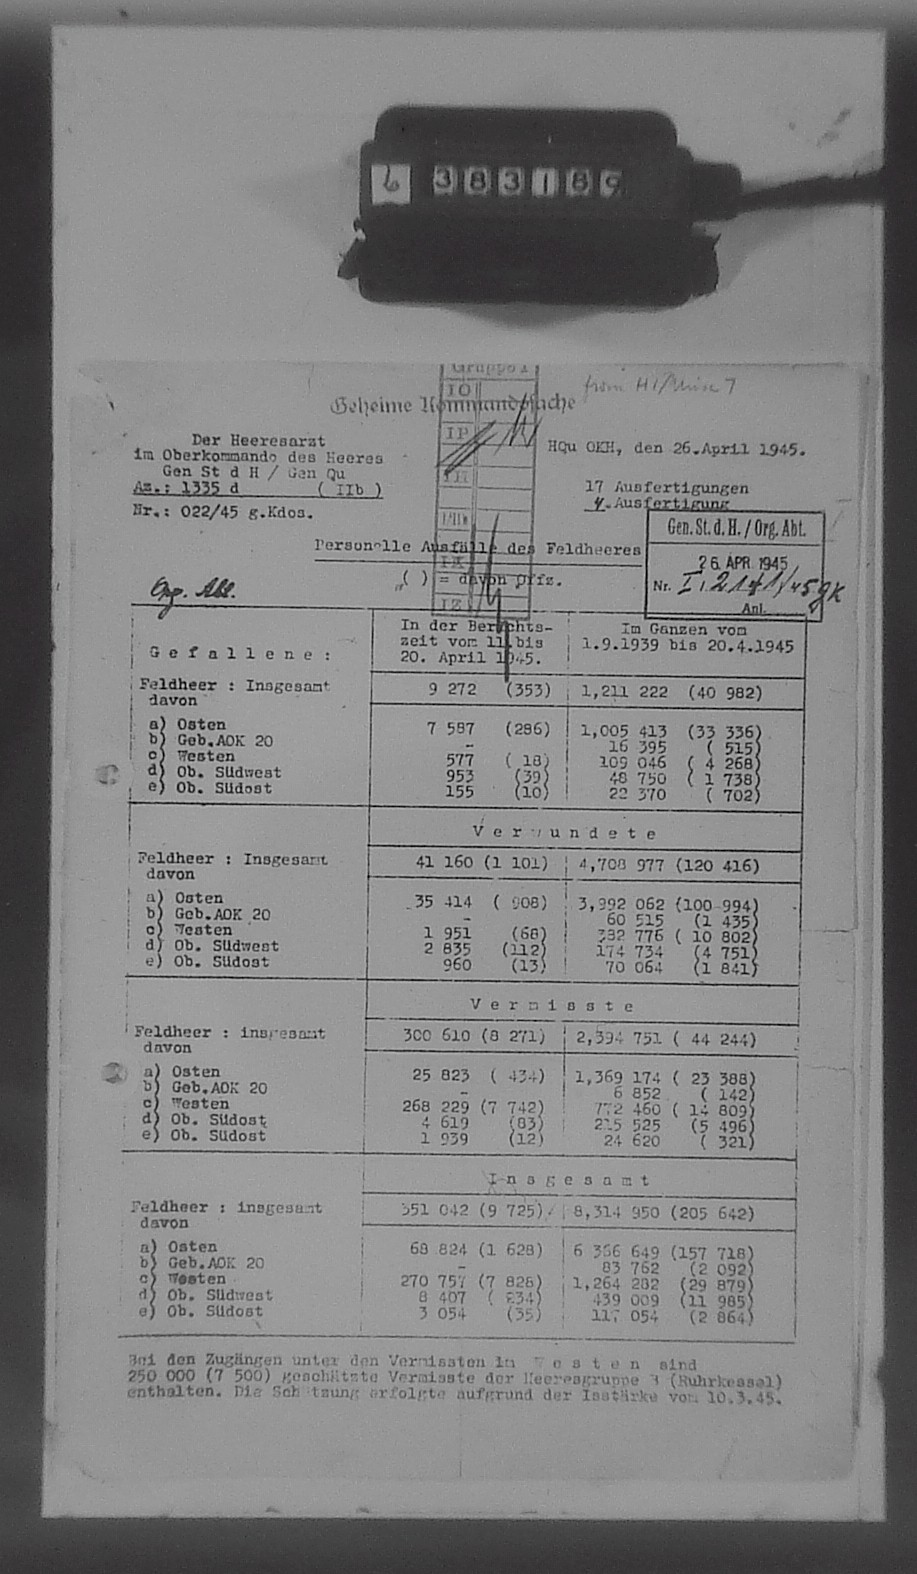 6 383189
from H1/
Gruppe I
Geheime Kommandosache
IO
IP
Der Heeresarzt
im Oberkommando des Heeres
Gen St d H / Gen Qu
Az.: 1335 d ( IIb )
Nr.: 022/45 g.Kdos.
HQu OKH, den 26.April 1945.
17 Ausfertigungen
4. Ausfertigung
Gen. St. d. H. / Org. Abt.
26. APR. 1945
Nr. I. /45 gK
Anl.
Personelle Ausfälle des Feldheeres
( ) = davon Offz.
Org. Abt.
IX
IZ
G e f a l l e n e :
In der Berichts-
zeit vom 11.bis
20. April 1945.
Im Ganzen vom
1.9.1939 bis 20.4.1945
Feldheer : Insgesamt 9 272 (353) 1,211 222 (40 982)
davon
a) Osten 7 587 (286) 1,005 413 (33 336)
b) Geb.AOK 20 - 16 395 ( 515)
c) Westen 577 ( 18) 109 046 ( 4 268)
d) Ob. Südwest 953 (39) 48 750 ( 1 738)
e) Ob. Südost 155 (10) 22 370 ( 702)
V e r w u n d e t e
Feldheer : Insgesamt 41 160 (1 101) 4,708 977 (120 416)
davon
a) Osten 35 414 ( 908) 3,992 062 (100 994)
b) Geb.AOK 20 - 60 515 (1 435)
c) Westen 1 951 (68) 382 776 ( 10 802)
d) Ob. Südwest 2 835 (112) 174 734 (4 751)
e) Ob. Südost 960 (13) 70 064 (1 841)
V e r m i s s t e
Feldheer : insgesamt 300 610 (8 271) 2,394 751 ( 44 244)
davon
a) Osten 25 823 ( 434) 1,369 174 ( 23 388)
b) Geb.AOK 20 - 6 852 ( 142)
c) Westen 268 229 (7 742) 772 460 ( 14 809)
d) Ob. Südost 4 619 (83) 215 525 (5 496)
e) Ob. Südost 1 939 (12) 24 620 ( 321)
I n s g e s a m t
Feldheer : insgesamt 351 042 (9 725) 8,314 950 (205 642)
davon
a) Osten 68 824 (1 628) 6 366 649 (157 718)
b) Geb.AOK 20 - 83 762 (2 092)
c) Westen 270 757 (7 828) 1,264 282 (29 879)
d) Ob. Südwest 8 407 ( 234) 439 009 (11 985)
e) Ob. Südost 3 054 (35) 117 054 (2 864)
Bei den Zugängen unter den Vermissten im W e s t e n sind
250 000 (7 500) geschätzte Vermisste der Heeresgruppe B (Ruhrkessel)
enthalten. Die Schätzung erfolgte aufgrund der Isstärke vom 10.3.45.